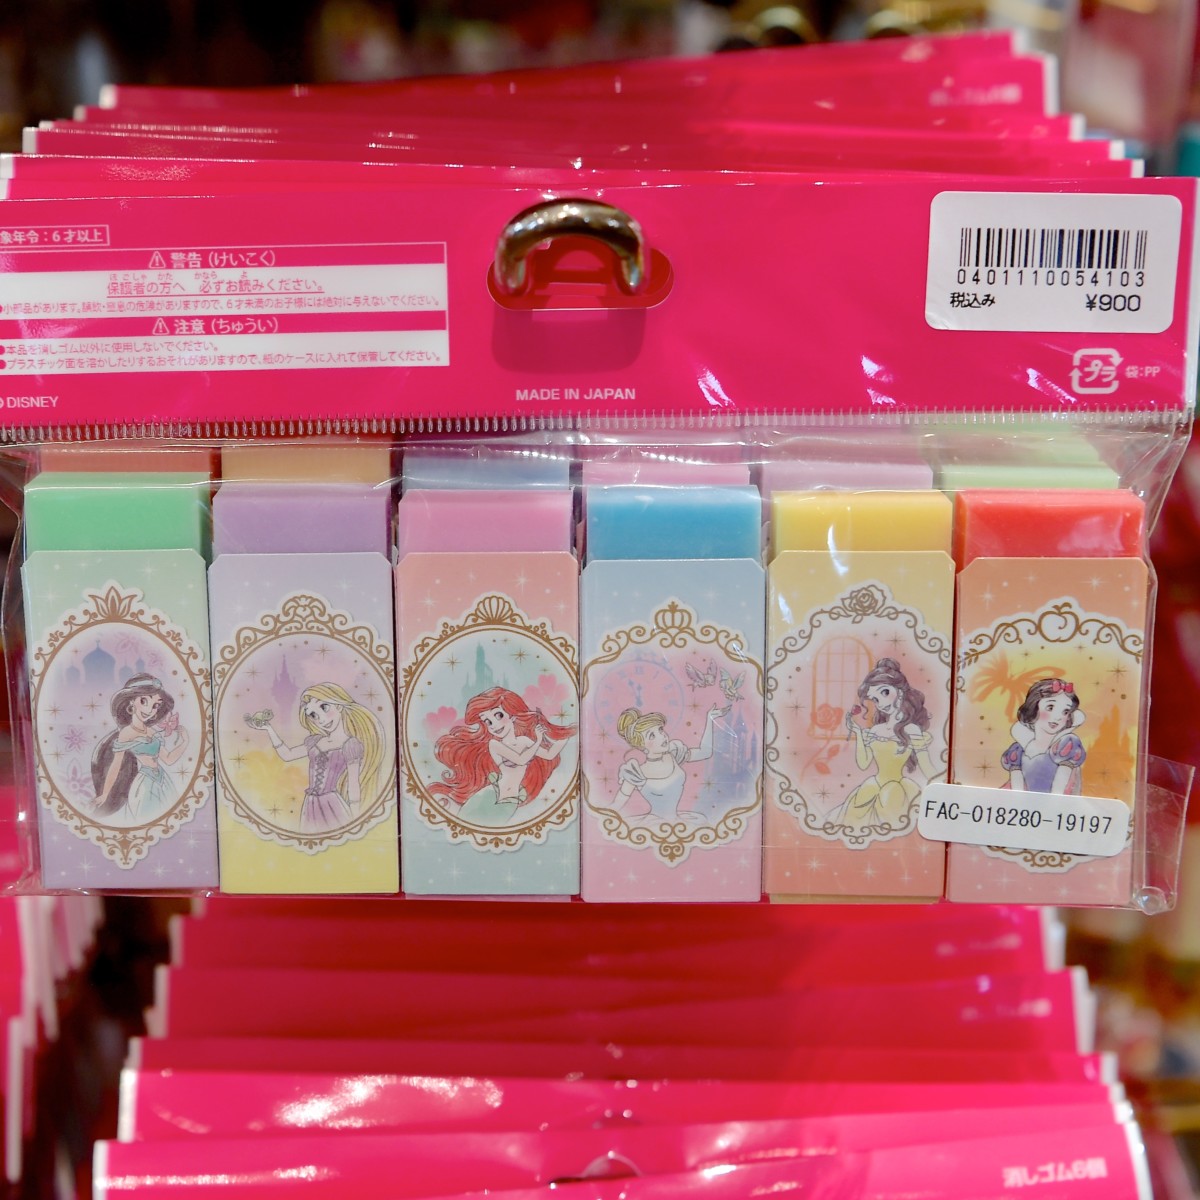 象年令：6才以上
警告（けいこく）
保護者の方へ 必ずお読みください。
●小部品があります。誤飲・窒息の危険がありますので、6才未満のお子様には絶対に与えないでください。
注意（ちゅうい）
●本品を消しゴム以外に使用しないでください。
●プラスチック面を溶かしたりするおそれがありますので、紙のケースに入れて保管してください。
© DISNEY
MADE IN JAPAN
0401110054103
税込み ¥900
プラ 袋:PP
FAC-018280-19197
消しゴム6個